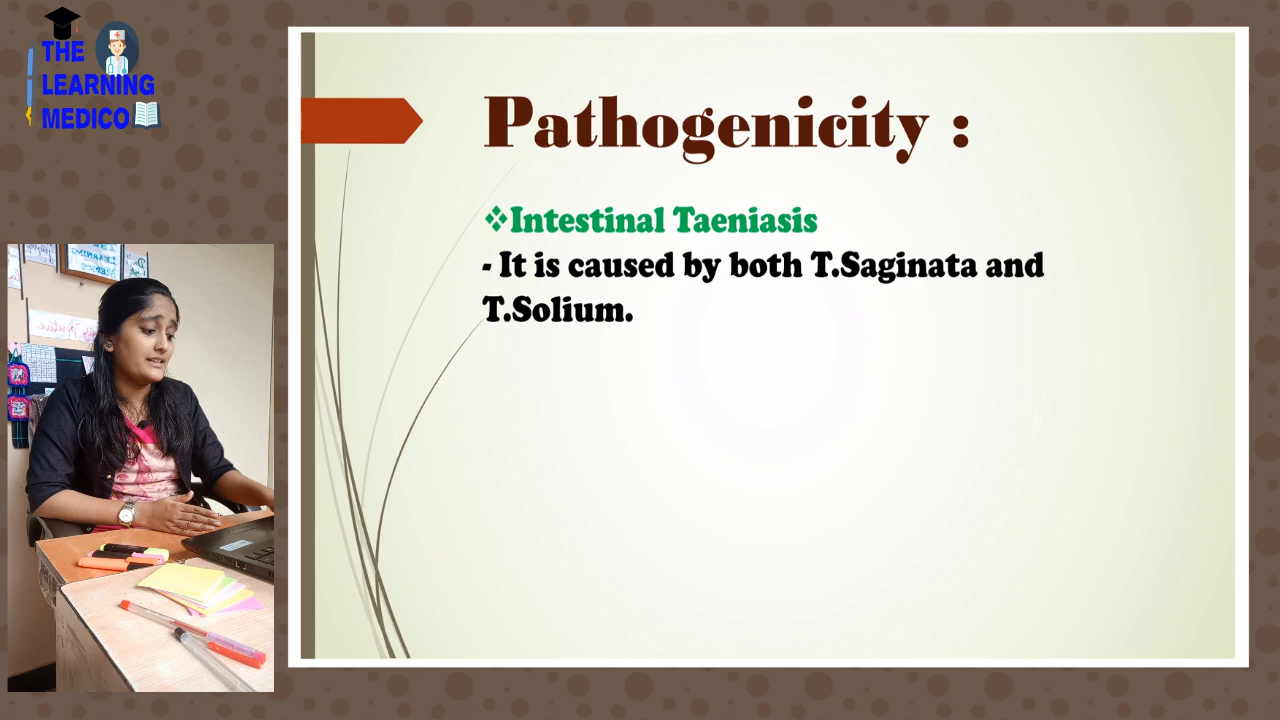 THE
LEARNING
MEDICO
Pathogenicity :
❖Intestinal Taeniasis
- It is caused by both T.Saginata and
T.Solium.